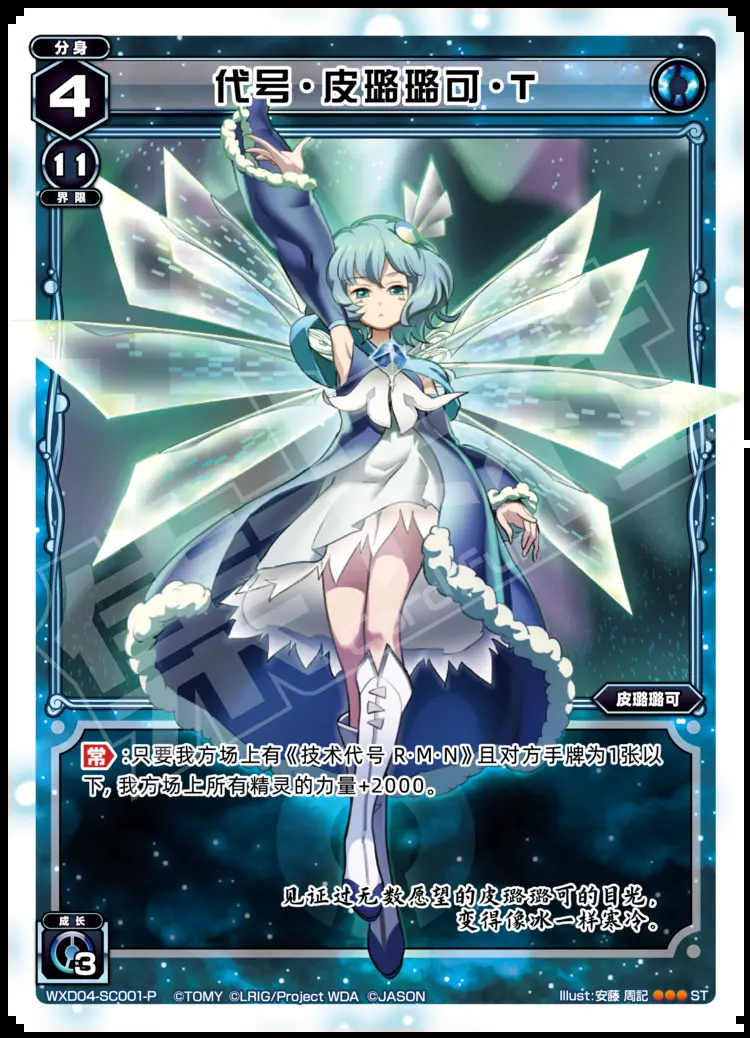 分身
4
代号·皮璐璐可·T
11
界限
皮璐璐可
常:只要我方场上有《技术代号 R·M·N》且对方手牌为1张以
下,我方场上所有精灵的力量+2000。
见证过无数愿望的皮璐璐可的目光,
变得像冰一样寒冷。
成长
3
WXD04-SC001-P ©TOMY ©LRIG/Project WDA ©JASON
Illust:安藤 周記 ST